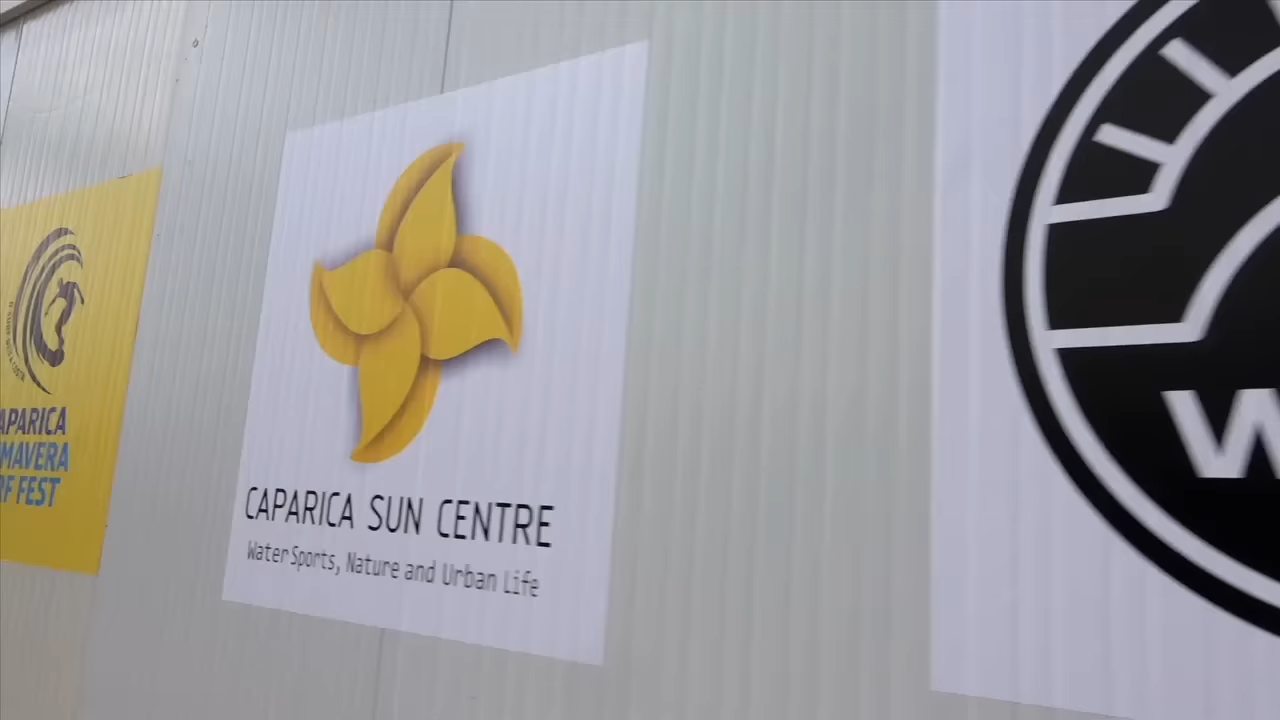 APARICA
MAVERA
RF FEST
CAPARICA SUN CENTRE
Water Sports, Nature and Urban Life
W